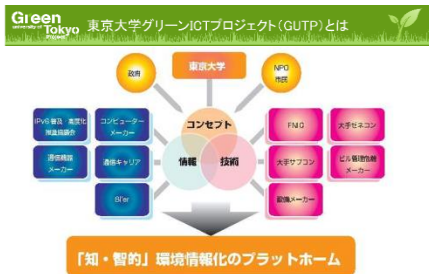 Green
University of Tokyo
Project
東京大学グリーンICTプロジェクト(GUTP)とは
政府
東京大学
NPO
市民
IPv6普及・高度化
推進協議会
コンピューター
メーカー
コンセプト
FNIC
大手ゼネコン
通信機器
メーカー
通信キャリア
情報
技術
大手サブコン
ビル管理危機
メーカー
SIer
設備メーカー
「知・智的」環境情報化のプラットホーム